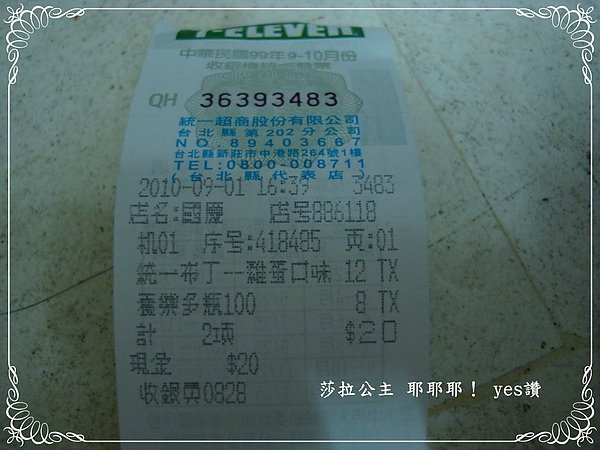 7-ELEVEN
中華民國99年9-10月份
收銀機統一發票
QH 36393483
統一超商股份有限公司
台北縣第202分公司
NO 89403667
台北縣新莊市中港路264號1樓
TEL:0800-008711
(台北縣代表店)
2010-09-01 16:39 3483
店名:國慶 店号886118
机01 序号:418485 页:01
統一布丁--雞蛋口味 12 TX
養樂多瓶100 8 TX
計 2項 $20
現金 $20
收銀員0828
莎拉公主 耶耶耶！ yes讚